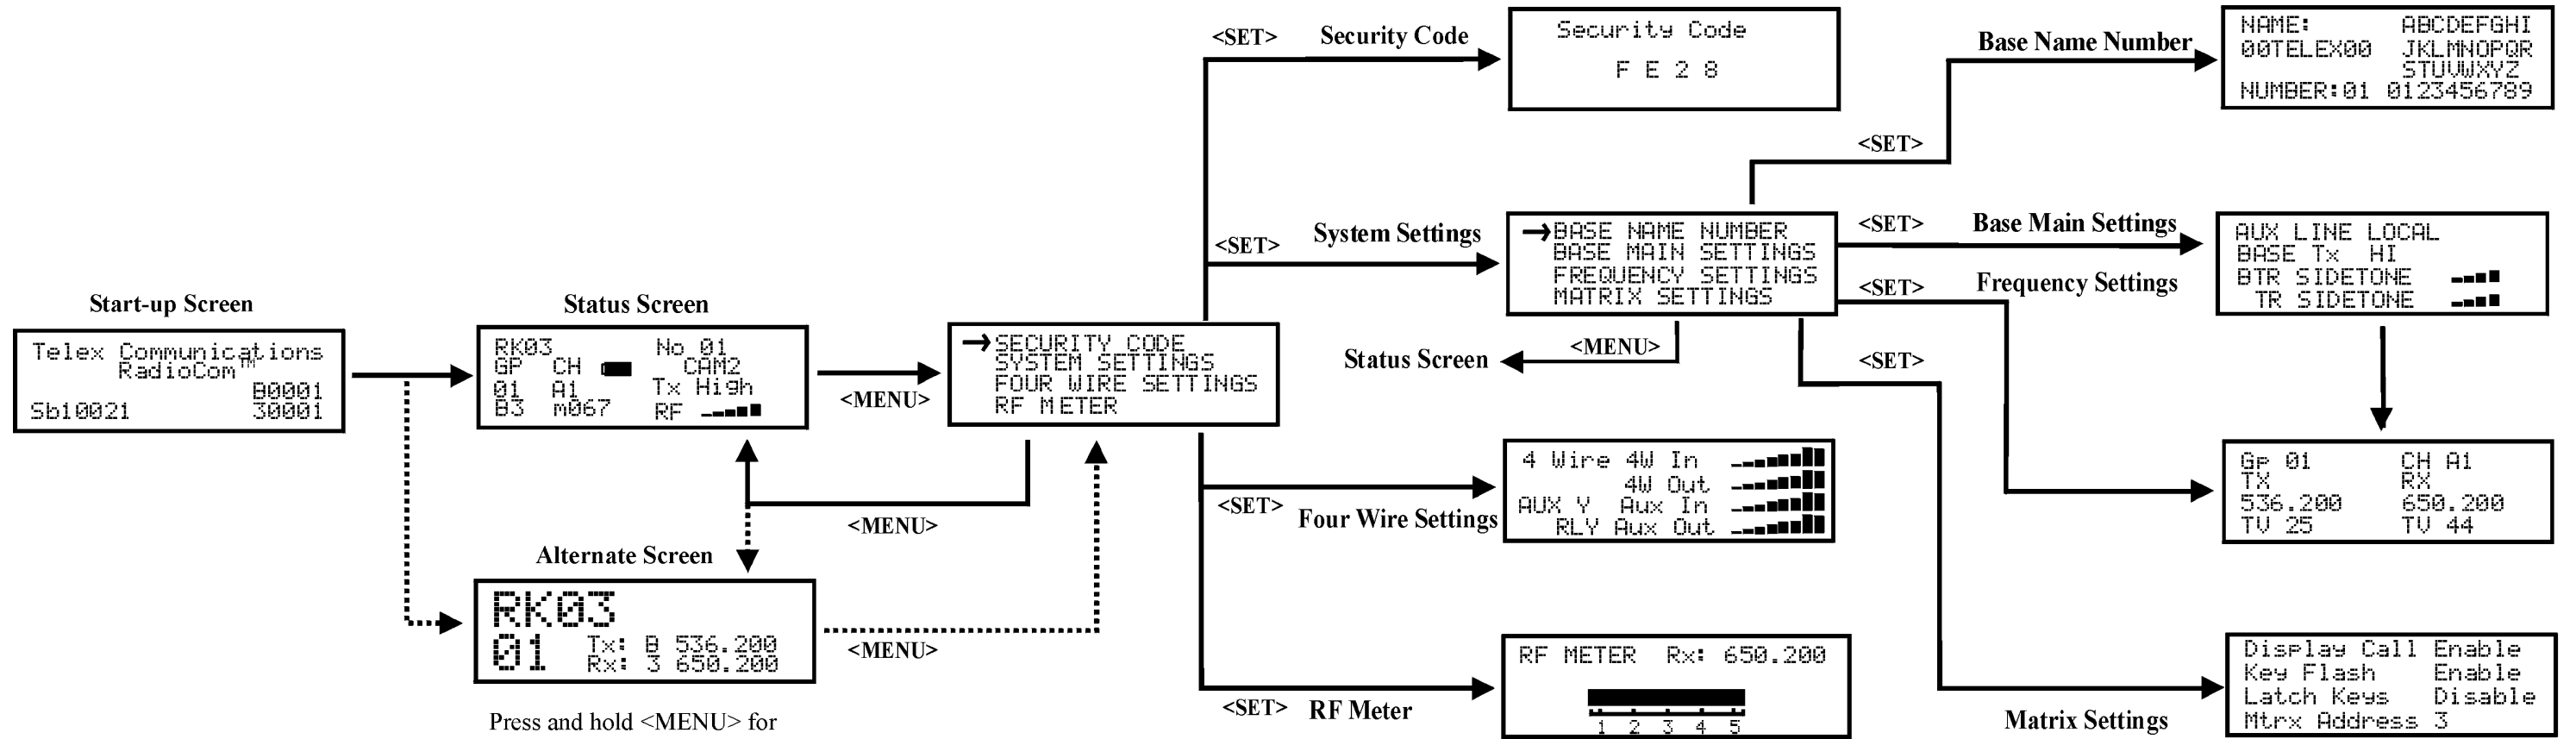 Start-up Screen
Telex Communications
RadioCom™
B0001
Sb10021 30001
Status Screen
RK03 No 01
GP CH CAM2
01 A1 Tx High
B3 m067 RF
<MENU>
Alternate Screen
RK03
01 Tx: B 536.200
Rx: 3 650.200
<MENU>
Press and hold <MENU> for
<MENU>
SECURITY CODE
SYSTEM SETTINGS
FOUR WIRE SETTINGS
RF METER
<SET> Security Code
Security Code
F E 2 8
<SET> System Settings
BASE NAME NUMBER
BASE MAIN SETTINGS
FREQUENCY SETTINGS
MATRIX SETTINGS
Status Screen
<MENU>
<SET> Four Wire Settings
4 Wire 4W In
4W Out
AUX Y Aux In
RLY Aux Out
<SET> RF Meter
RF METER Rx: 650.200
1 2 3 4 5
<SET>
Base Name Number
NAME: ABCDEFGHI
00TELEX00 JKLMNOPQR
STUVWXYZ
NUMBER:01 0123456789
<SET> Base Main Settings
AUX LINE LOCAL
BASE Tx HI
BTR SIDETONE
TR SIDETONE
<SET> Frequency Settings
Gp 01 CH A1
TX RX
536.200 650.200
TV 25 TV 44
<SET>
Matrix Settings
Display Call Enable
Key Flash Enable
Latch Keys Disable
Mtrx Address 3